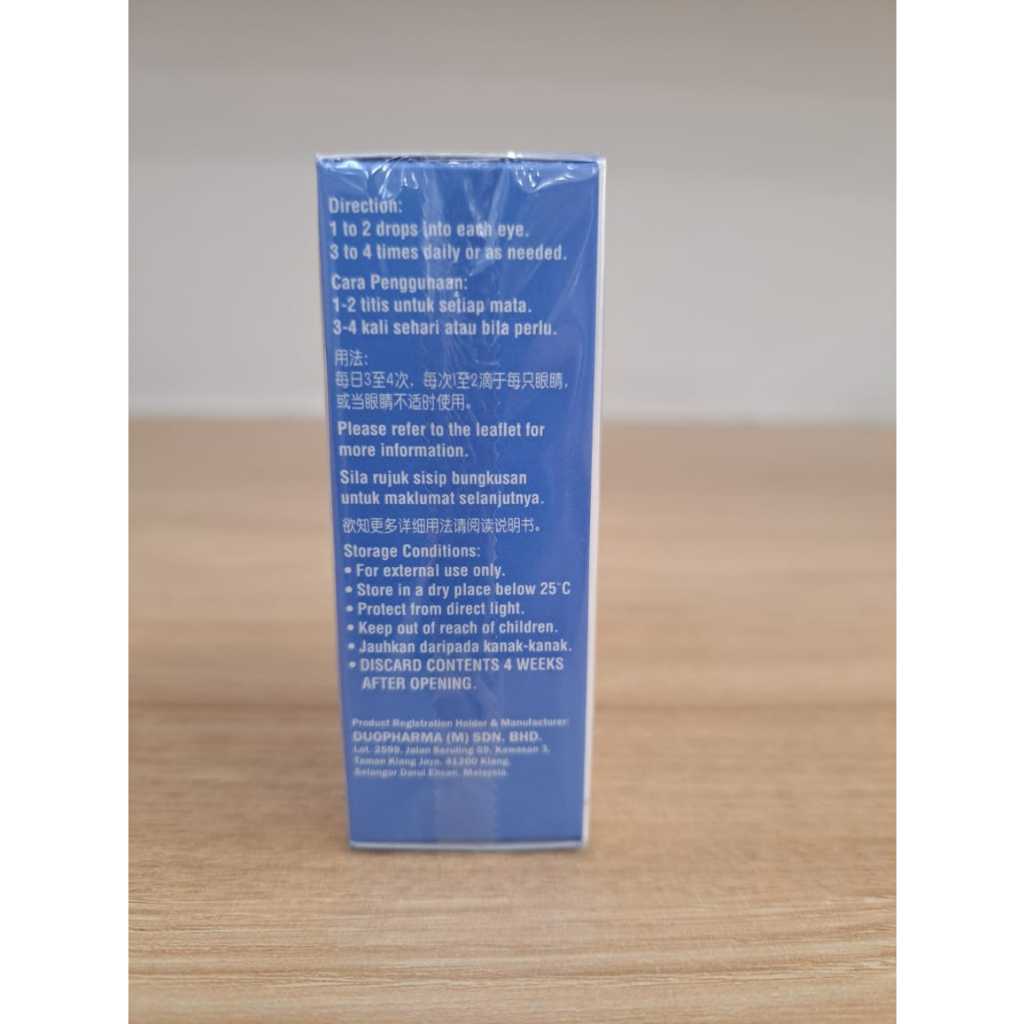 Direction:
1 to 2 drops into each eye.
3 to 4 times daily or as needed.
Cara Penggunaan:
1-2 titis untuk setiap mata.
3-4 kali sehari atau bila perlu.
用法:
每日3至4次，每次1至2滴于每只眼睛，
或当眼睛不适时使用。
Please refer to the leaflet for
more information.
Sila rujuk sisip bungkusan
untuk maklumat selanjutnya.
欲知更多详细用法请阅读说明书。
Storage Conditions:
• For external use only.
• Store in a dry place below 25°C
• Protect from direct light.
• Keep out of reach of children.
• Jauhkan daripada kanak-kanak.
• DISCARD CONTENTS 4 WEEKS
AFTER OPENING.
Product Registration Holder & Manufacturer:
DUOPHARMA (M) SDN. BHD.
Lot. 2599, Jalan Seruling 59, Kawasan 3,
Taman Klang Jaya, 41200 Klang,
Selangor Darul Ehsan, Malaysia.